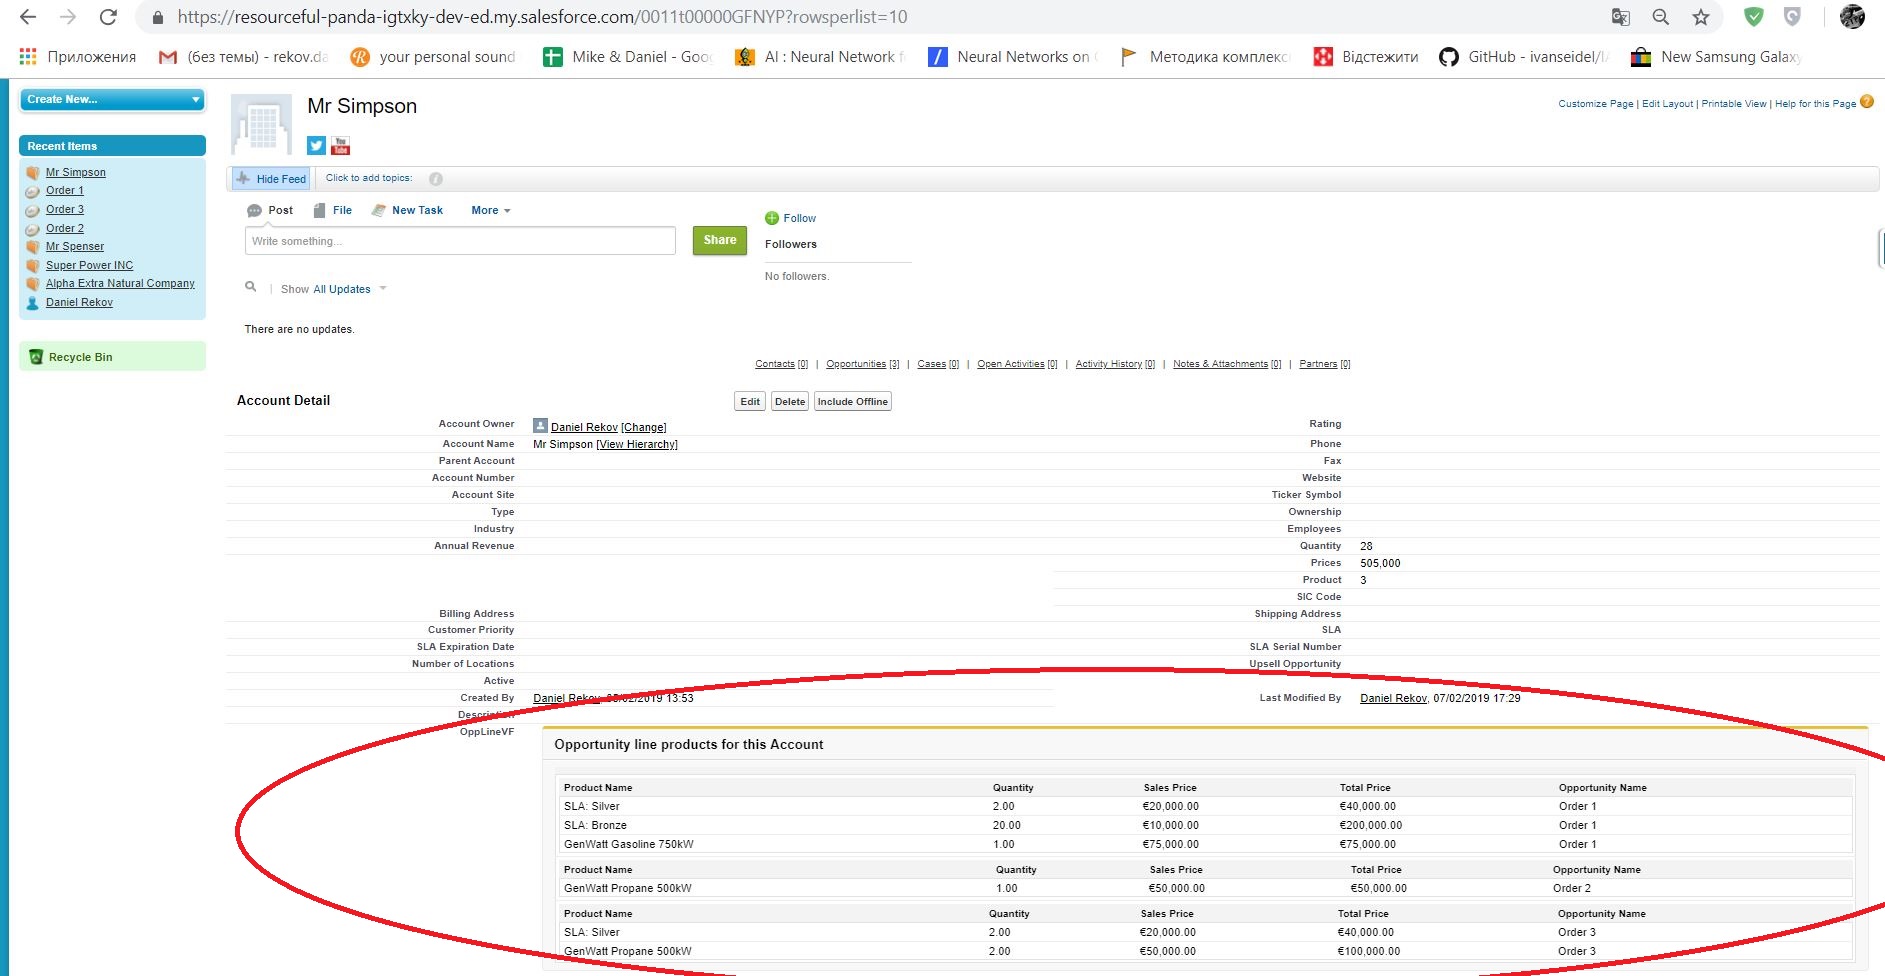 https://resourceful-panda-igtxky-dev-ed.my.salesforce.com/0011t00000GFNYP?rowsperlist=10
Приложения (без темы) - rekov.da your personal sound Mike & Daniel - Goog AI : Neural Network f Neural Networks on Методика комплекс Відстежити GitHub - ivanseidel/IA New Samsung Galaxy
Create New...
Recent Items
Mr Simpson
Order 1
Order 3
Order 2
Mr Spenser
Super Power INC
Alpha Extra Natural Company
Daniel Rekov
Recycle Bin
Mr Simpson
Customize Page | Edit Layout | Printable View | Help for this Page ?
You Tube
Hide Feed Click to add topics: i
Post File New Task More
Write something... Share
Follow
Followers
No followers.
Show All Updates
There are no updates.
Contacts [0] | Opportunities [3] | Cases [0] | Open Activities [0] | Activity History [0] | Notes & Attachments [0] | Partners [0]
Account Detail Edit Delete Include Offline
Account Owner Daniel Rekov [Change] Rating
Account Name Mr Simpson [View Hierarchy] Phone
Parent Account Fax
Account Number Website
Account Site Ticker Symbol
Type Ownership
Industry Employees
Annual Revenue Quantity 28
Prices 505,000
Product 3
SIC Code
Billing Address Shipping Address
Customer Priority SLA
SLA Expiration Date SLA Serial Number
Number of Locations Upsell Opportunity
Active
Created By Daniel Rekov, 05/02/2019 13:53 Last Modified By Daniel Rekov, 07/02/2019 17:29
Description
OppLineVF
Opportunity line products for this Account
Product Name Quantity Sales Price Total Price Opportunity Name
SLA: Silver 2.00 €20,000.00 €40,000.00 Order 1
SLA: Bronze 20.00 €10,000.00 €200,000.00 Order 1
GenWatt Gasoline 750kW 1.00 €75,000.00 €75,000.00 Order 1
Product Name Quantity Sales Price Total Price Opportunity Name
GenWatt Propane 500kW 1.00 €50,000.00 €50,000.00 Order 2
Product Name Quantity Sales Price Total Price Opportunity Name
SLA: Silver 2.00 €20,000.00 €40,000.00 Order 3
GenWatt Propane 500kW 2.00 €50,000.00 €100,000.00 Order 3